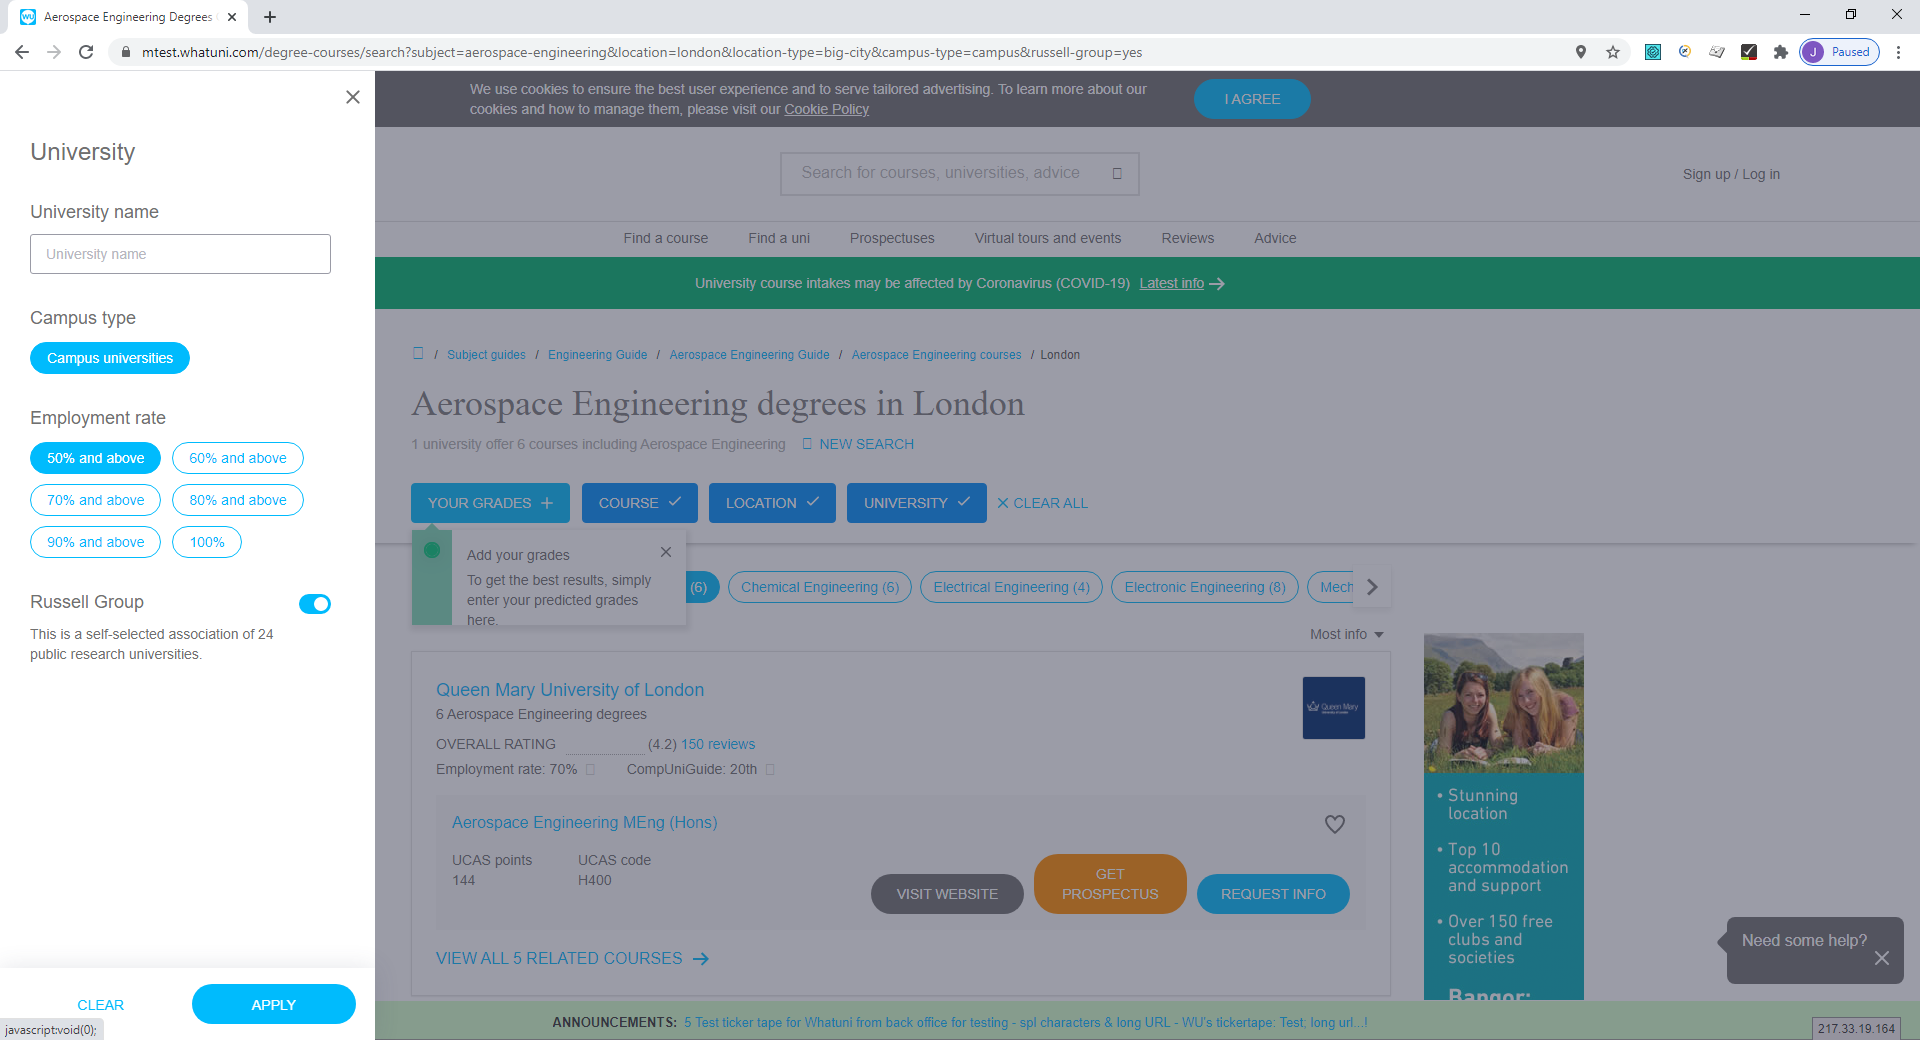 Aerospace Engineering Degrees
mtest.whatuni.com/degree-courses/search?subject=aerospace-engineering&location=london&location-type=big-city&campus-type=campus&russell-group=yes
J Paused
University
University name
University name
Campus type
Campus universities
Employment rate
50% and above
60% and above
70% and above
80% and above
90% and above
100%
Russell Group
This is a self-selected association of 24
public research universities.
CLEAR
APPLY
javascript:void(0);
We use cookies to ensure the best user experience and to serve tailored advertising. To learn more about our
cookies and how to manage them, please visit our Cookie Policy
I AGREE
Search for courses, universities, advice
Sign up / Log in
Find a course
Find a uni
Prospectuses
Virtual tours and events
Reviews
Advice
University course intakes may be affected by Coronavirus (COVID-19) Latest info
/ Subject guides / Engineering Guide / Aerospace Engineering Guide / Aerospace Engineering courses / London
Aerospace Engineering degrees in London
1 university offer 6 courses including Aerospace Engineering
NEW SEARCH
YOUR GRADES
COURSE
LOCATION
UNIVERSITY
CLEAR ALL
Add your grades
To get the best results, simply
enter your predicted grades
here.
(6)
Chemical Engineering (6)
Electrical Engineering (4)
Electronic Engineering (8)
Mech
Most info
Queen Mary University of London
6 Aerospace Engineering degrees
OVERALL RATING (4.2) 150 reviews
Employment rate: 70%
CompUniGuide: 20th
Queen Mary
Aerospace Engineering MEng (Hons)
UCAS points
144
UCAS code
H400
VISIT WEBSITE
GET
PROSPECTUS
REQUEST INFO
VIEW ALL 5 RELATED COURSES
• Stunning
location
• Top 10
accommodation
and support
• Over 150 free
clubs and
societies
Bangor:
Need some help?
ANNOUNCEMENTS: 5 Test ticker tape for Whatuni from back office for testing - spl characters & long URL - WU's tickertape: Test; long url...!
217.33.19.164